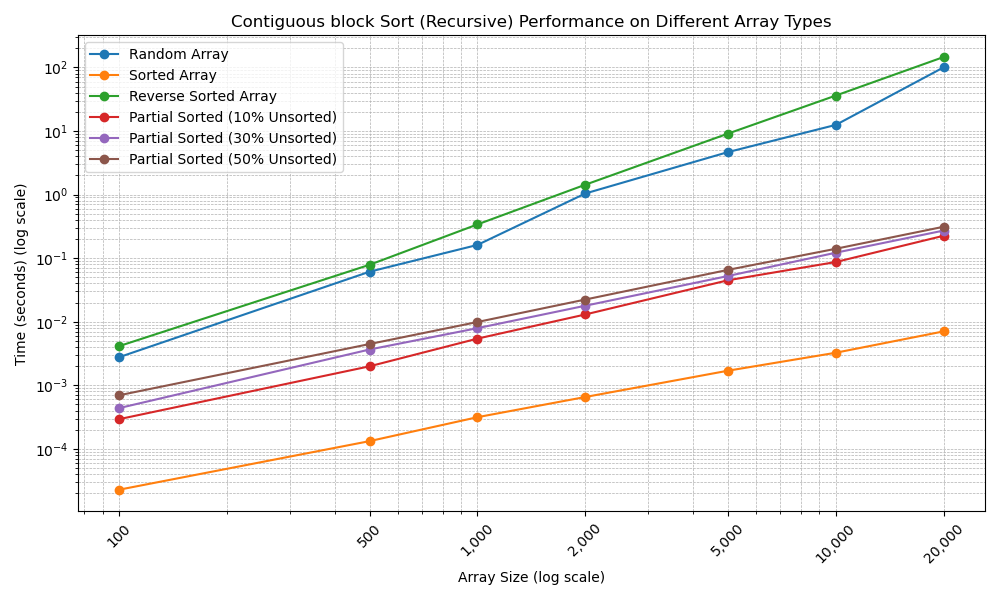 Contiguous block Sort (Recursive) Performance on Different Array Types
Random Array
Sorted Array
Reverse Sorted Array
Partial Sorted (10% Unsorted)
Partial Sorted (30% Unsorted)
Partial Sorted (50% Unsorted)
Time (seconds) (log scale)
10²
10¹
10⁰
10⁻¹
10⁻²
10⁻³
10⁻⁴
100
500
1,000
2,000
5,000
10,000
20,000
Array Size (log scale)